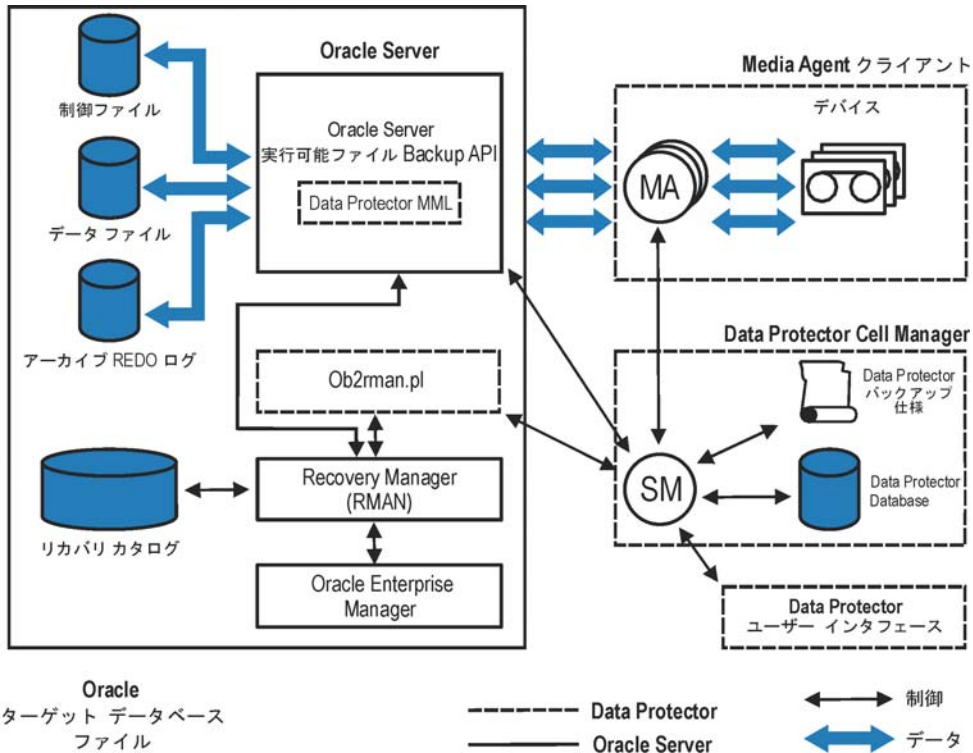 Oracle Server
制御ファイル
データ ファイル
アーカイブ REDO ログ
Oracle Server
実行可能ファイル Backup API
Data Protector MML
Ob2rman.pl
Recovery Manager
(RMAN)
リカバリ カタログ
Oracle Enterprise
Manager
Media Agent クライアント
デバイス
MA
Data Protector Cell Manager
Data Protector
バックアップ
仕様
SM
Data Protector
Database
Data Protector
ユーザー インタフェース
Oracle
ターゲット データベース
ファイル
Data Protector
Oracle Server
制御
データ